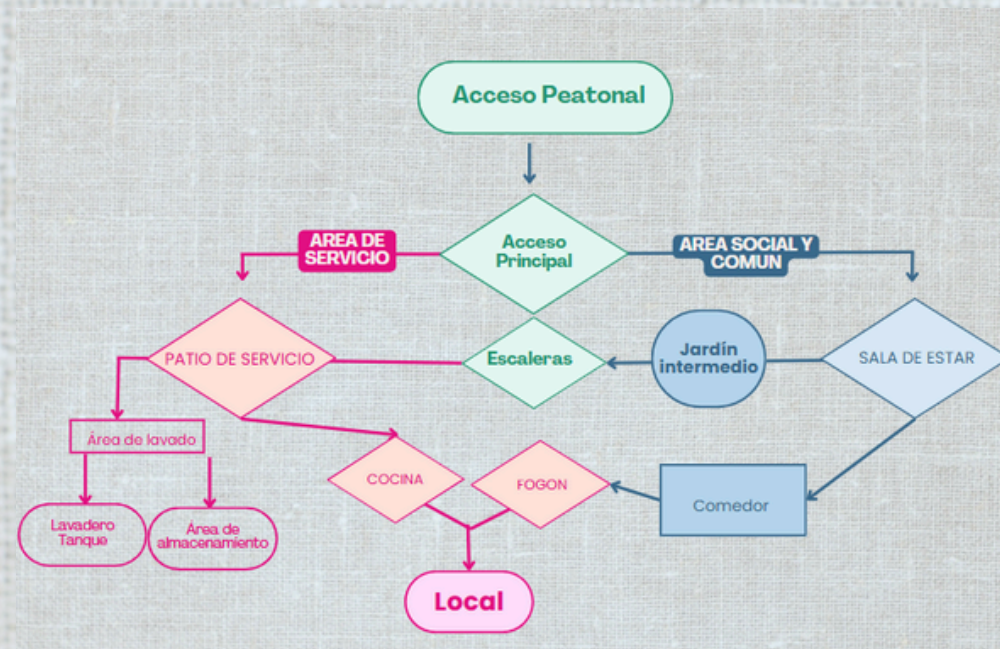 Acceso Peatonal
Acceso
Principal
AREA DE
SERVICIO
AREA SOCIAL Y
COMUN
PATIO DE SERVICIO
Escaleras
Jardín
intermedio
SALA DE ESTAR
Área de lavado
COCINA
FOGON
Comedor
Lavadero
Tanque
Área de
almacenamiento
Local